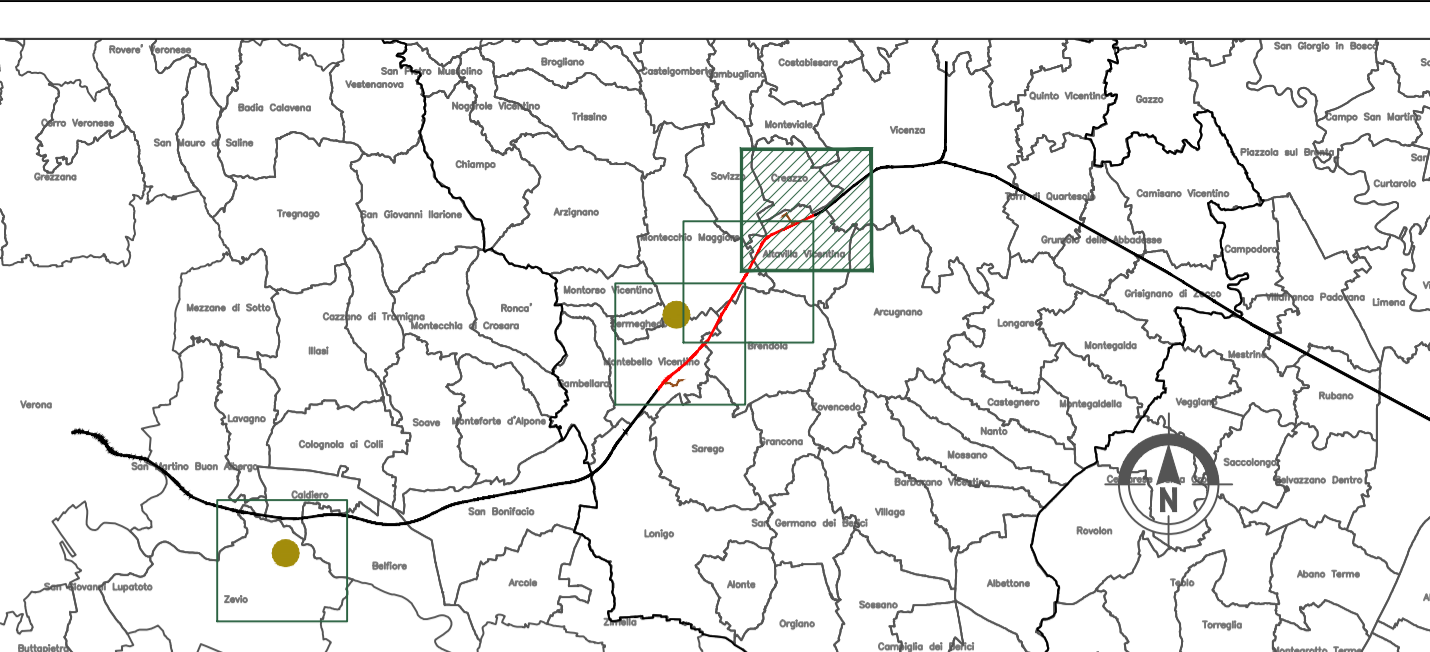 Rovere' Veronese
San Giorgio in Bosco
Brogliano
Costabissara
San Pietro Mussolino
Castelgomberto
Gambugliano
Vestenanova
Quinto Vicentino
Gazzo
Badia Calavena
Nogarole Vicentino
Trissino
Campo San Martino
Cerro Veronese
Monteviale
Vicenza
San Mauro di Saline
Piazzola sul Brenta
San
Chiampo
Grezzana
Sovizzo
Creazzo
Curtarolo
Camisano Vicentino
Torri di Quartesolo
Tregnago
San Giovanni Ilarione
Arzignano
Montecchio Maggiore
Grumolo delle Abbadesse
Campodoro
Altavilla Vicentina
Montorso Vicentino
Grisignano di Zocco
Villafranca Padovana
Limena
Mezzane di Sotto
Ronca'
Cazzano di Tramigna
Montecchia di Crosara
Zermeghedo
Arcugnano
Longare
Illasi
Brendola
Montegalda
Mestrino
Montebello Vicentino
Gambellara
Rubano
Verona
Castegnero
Montegaldella
Veggiano
Zovencedo
Lavagno
Soave
Monteforte d'Alpone
Nanto
Colognola ai Colli
Grancona
Sarego
Mossano
San Martino Buon Albergo
Saccolongo
Barbarano Vicentino
Selvazzano Dentro
Caldiero
San Bonifacio
Villaga
N
San Germano dei Berici
Lonigo
Rovolon
Belfiore
Arcole
Alonte
Albettone
Teolo
Abano Terme
San Giovanni Lupatoto
Zevio
Sossano
Zimella
Orgiano
Torreglia
Buttapietra
Campiglia dei Berici
Montegrotto Terme